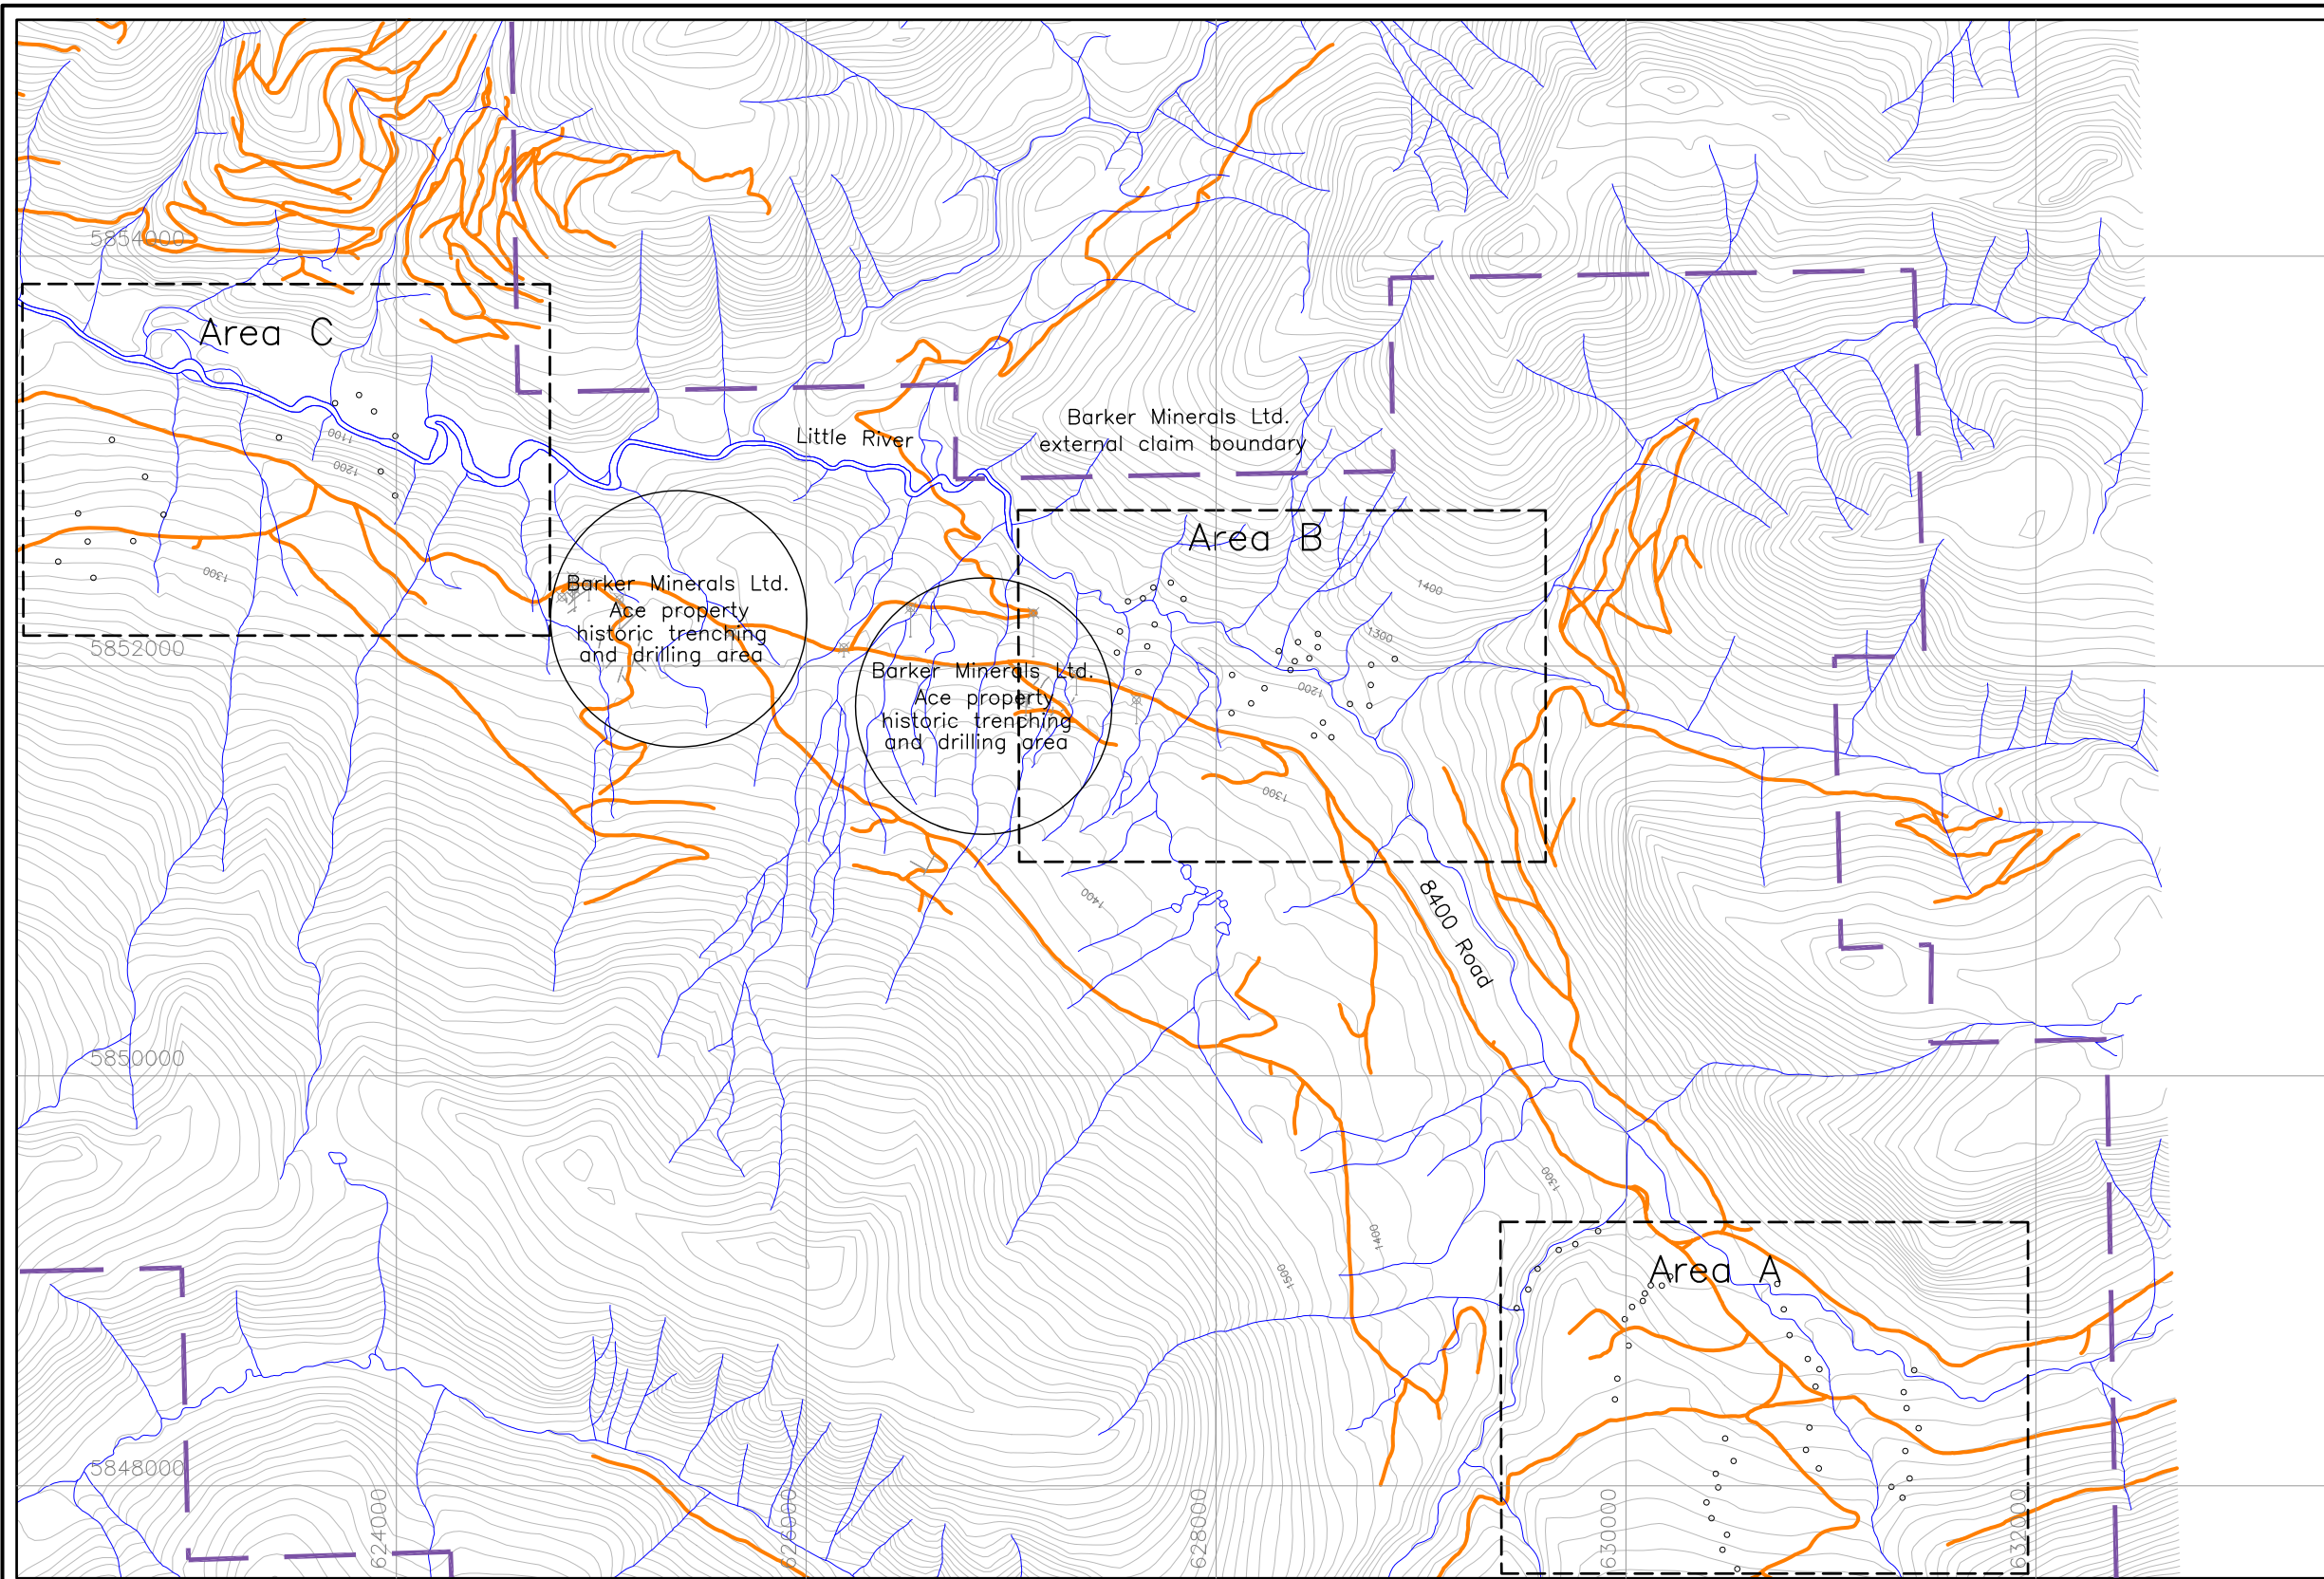 5854000
Area C
Barker Minerals Ltd.
external claim boundary
Little River
1100
1200
1300
Area B
1400
1300
1200
1300
Barker Minerals Ltd.
Ace property
historic trenching
and drilling area
5852000
Barker Minerals Ltd.
Ace property
historic trenching
and drilling area
1400
8400 Road
5850000
1300
1400
1500
Area A
5848000
624000
626000
628000
630000
632000